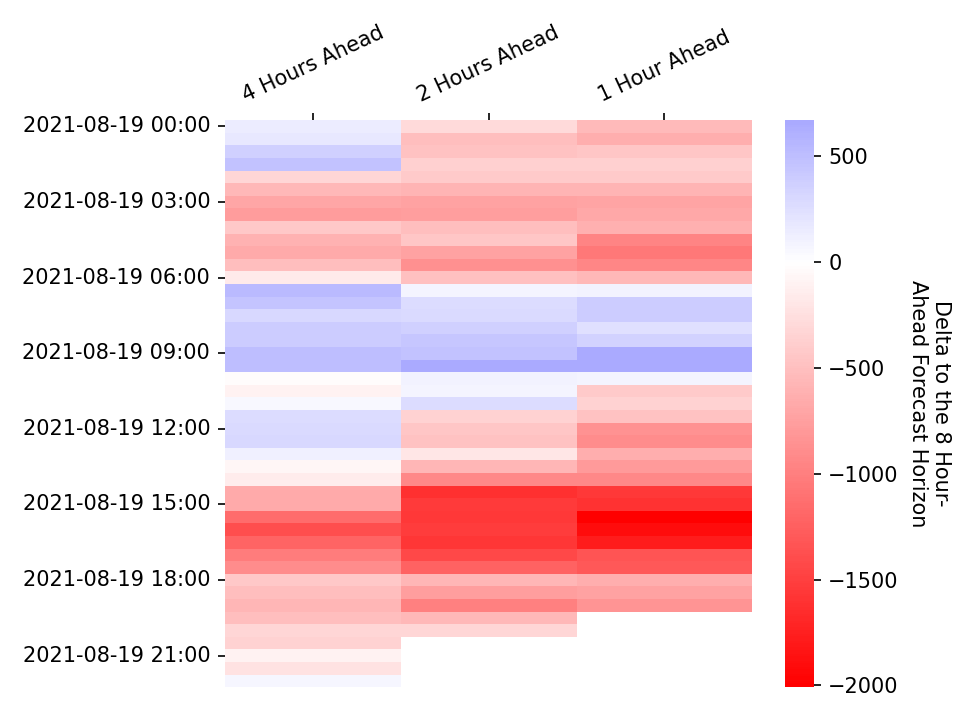 4 Hours Ahead
2 Hours Ahead
1 Hour Ahead
2021-08-19 00:00
2021-08-19 03:00
2021-08-19 06:00
2021-08-19 09:00
2021-08-19 12:00
2021-08-19 15:00
2021-08-19 18:00
2021-08-19 21:00
500
0
−500
−1000
−1500
−2000
Delta to the 8 Hour-
Ahead Forecast Horizon